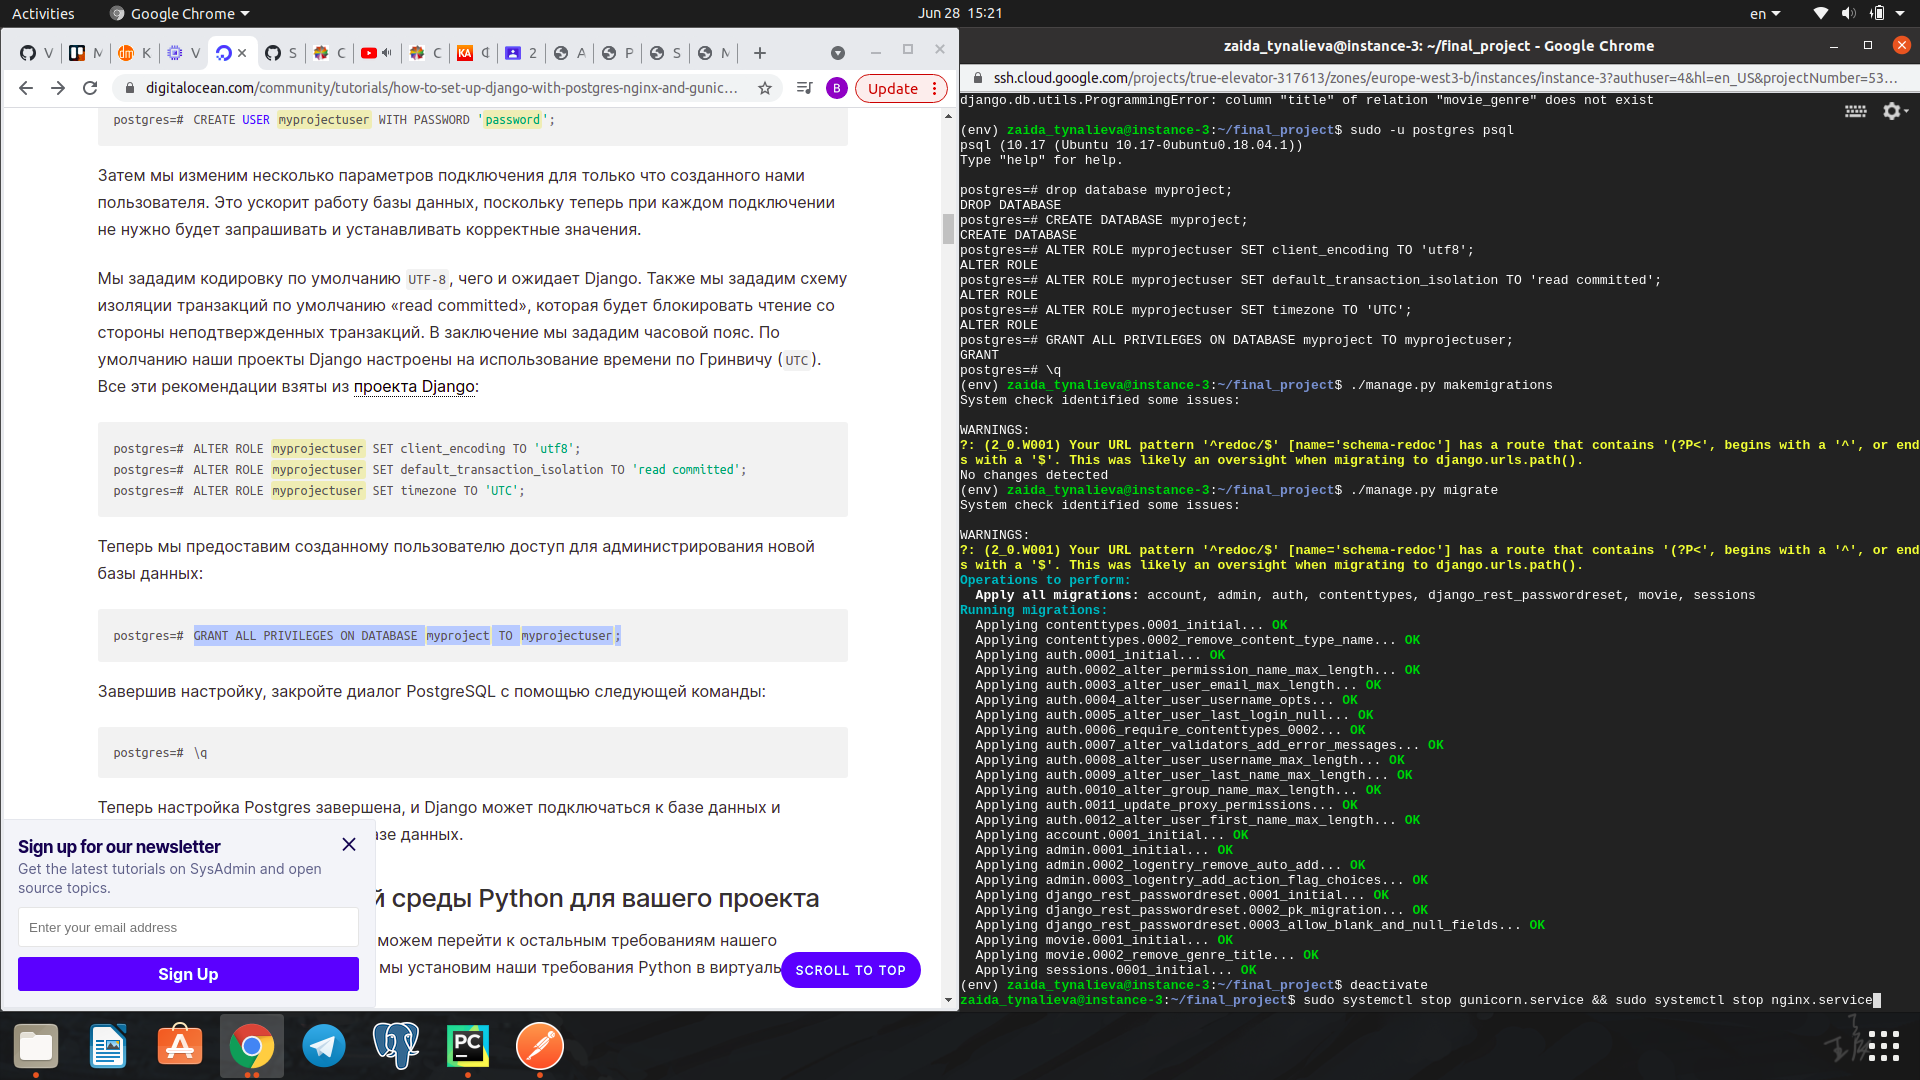 Activities
Google Chrome
Jun 28  15:21
en
V
M
K
V
S
C
C
2
A
P
S
M
digitalocean.com/community/tutorials/how-to-set-up-django-with-postgres-nginx-and-gunic...
B
Update
postgres=# CREATE USER myprojectuser WITH PASSWORD 'password';
Затем мы изменим несколько параметров подключения для только что созданного нами
пользователя. Это ускорит работу базы данных, поскольку теперь при каждом подключении
не нужно будет запрашивать и устанавливать корректные значения.
Мы зададим кодировку по умолчанию UTF-8, чего и ожидает Django. Также мы зададим схему
изоляции транзакций по умолчанию «read committed», которая будет блокировать чтение со
стороны неподтвержденных транзакций. В заключение мы зададим часовой пояс. По
умолчанию наши проекты Django настроены на использование времени по Гринвичу (UTC).
Все эти рекомендации взяты из проекта Django:
postgres=# ALTER ROLE myprojectuser SET client_encoding TO 'utf8';
postgres=# ALTER ROLE myprojectuser SET default_transaction_isolation TO 'read committed';
postgres=# ALTER ROLE myprojectuser SET timezone TO 'UTC';
Теперь мы предоставим созданному пользователю доступ для администрирования новой
базы данных:
postgres=# GRANT ALL PRIVILEGES ON DATABASE myproject TO myprojectuser;
Завершив настройку, закройте диалог PostgreSQL с помощью следующей команды:
postgres=# \q
Теперь настройка Postgres завершена, и Django может подключаться к базе данных и
азе данных.
й среды Python для вашего проекта
можем перейти к остальным требованиям нашего
мы установим наши требования Python в виртуаль
SCROLL TO TOP
Sign up for our newsletter
Get the latest tutorials on SysAdmin and open
source topics.
Enter your email address
Sign Up
zaida_tynalieva@instance-3: ~/final_project - Google Chrome
ssh.cloud.google.com/projects/true-elevator-317613/zones/europe-west3-b/instances/instance-3?authuser=4&hl=en_US&projectNumber=53...
django.db.utils.ProgrammingError: column "title" of relation "movie_genre" does not exist
(env) zaida_tynalieva@instance-3:~/final_project$ sudo -u postgres psql
psql (10.17 (Ubuntu 10.17-0ubuntu0.18.04.1))
Type "help" for help.
postgres=# drop database myproject;
DROP DATABASE
postgres=# CREATE DATABASE myproject;
CREATE DATABASE
postgres=# ALTER ROLE myprojectuser SET client_encoding TO 'utf8';
ALTER ROLE
postgres=# ALTER ROLE myprojectuser SET default_transaction_isolation TO 'read committed';
ALTER ROLE
postgres=# ALTER ROLE myprojectuser SET timezone TO 'UTC';
ALTER ROLE
postgres=# GRANT ALL PRIVILEGES ON DATABASE myproject TO myprojectuser;
GRANT
postgres=# \q
(env) zaida_tynalieva@instance-3:~/final_project$ ./manage.py makemigrations
System check identified some issues:
WARNINGS:
?: (2_0.W001) Your URL pattern '^redoc/$' [name='schema-redoc'] has a route that contains '(?P<', begins with a '^', or end
s with a '$'. This was likely an oversight when migrating to django.urls.path().
No changes detected
(env) zaida_tynalieva@instance-3:~/final_project$ ./manage.py migrate
System check identified some issues:
WARNINGS:
?: (2_0.W001) Your URL pattern '^redoc/$' [name='schema-redoc'] has a route that contains '(?P<', begins with a '^', or end
s with a '$'. This was likely an oversight when migrating to django.urls.path().
Operations to perform:
Apply all migrations: account, admin, auth, contenttypes, django_rest_passwordreset, movie, sessions
Running migrations:
Applying contenttypes.0001_initial... OK
Applying contenttypes.0002_remove_content_type_name... OK
Applying auth.0001_initial... OK
Applying auth.0002_alter_permission_name_max_length... OK
Applying auth.0003_alter_user_email_max_length... OK
Applying auth.0004_alter_user_username_opts... OK
Applying auth.0005_alter_user_last_login_null... OK
Applying auth.0006_require_contenttypes_0002... OK
Applying auth.0007_alter_validators_add_error_messages... OK
Applying auth.0008_alter_user_username_max_length... OK
Applying auth.0009_alter_user_last_name_max_length... OK
Applying auth.0010_alter_group_name_max_length... OK
Applying auth.0011_update_proxy_permissions... OK
Applying auth.0012_alter_user_first_name_max_length... OK
Applying account.0001_initial... OK
Applying admin.0001_initial... OK
Applying admin.0002_logentry_remove_auto_add... OK
Applying admin.0003_logentry_add_action_flag_choices... OK
Applying django_rest_passwordreset.0001_initial... OK
Applying django_rest_passwordreset.0002_pk_migration... OK
Applying django_rest_passwordreset.0003_allow_blank_and_null_fields... OK
Applying movie.0001_initial... OK
Applying movie.0002_remove_genre_title... OK
Applying sessions.0001_initial... OK
(env) zaida_tynalieva@instance-3:~/final_project$ deactivate
zaida_tynalieva@instance-3:~/final_project$ sudo systemctl stop gunicorn.service && sudo systemctl stop nginx.service
PC